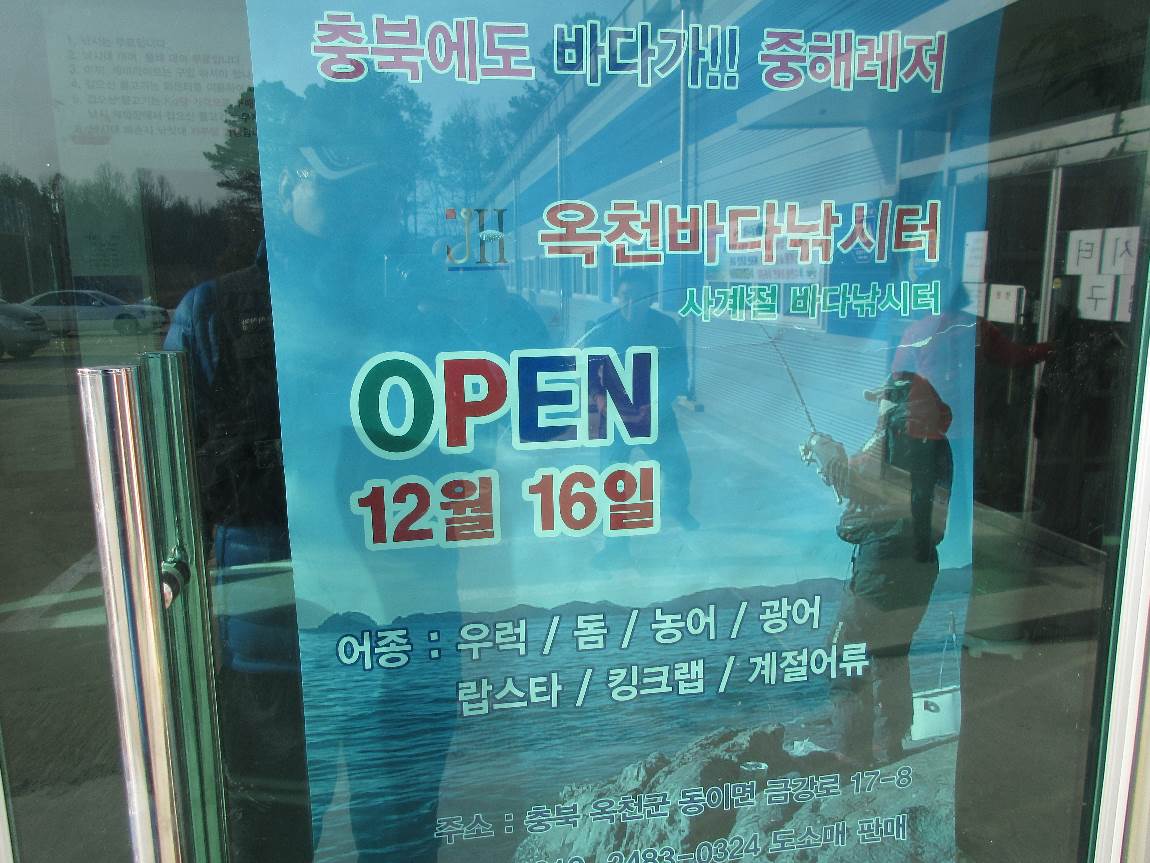 충북에도 바다가!! 중해레저
JH 옥천바다낚시터
사계절 바다낚시터
OPEN
12월 16일
어종 : 우럭 / 돔 / 농어 / 광어
랍스타 / 킹크랩 / 계절어류
주소 : 충북 옥천군 동이면 금강로 17-8
2483-0324 도소매 판매